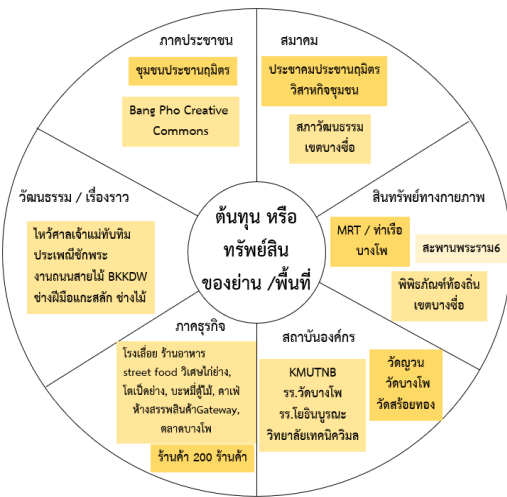 ภาคประชาชน
ชุมชนประชานฤมิตร
Bang Pho Creative
Commons
สมาคม
ประชาคมประชานฤมิตร
วิสาหกิจชุมชน
สภาวัฒนธรรม
เขตบางซื่อ
วัฒนธรรม / เรื่องราว
ไหว้ศาลเจ้าแม่ทับทิม
ประเพณีชักพระ
งานถนนสายไม้ BKKDW
ช่างฝีมือแกะสลัก ช่างไม้
ต้นทุน หรือ
ทรัพย์สิน
ของย่าน /พื้นที่
สินทรัพย์ทางกายภาพ
MRT / ท่าเรือ
บางโพ
สะพานพระราม6
พิพิธภัณฑ์ท้องถิ่น
เขตบางซื่อ
ภาคธุรกิจ
โรงเลื่อย ร้านอาหาร
street food วิเศษไก่ย่าง,
โตเป็ดย่าง, บะหมี่ตู้ไม้, คาเฟ่
ห้างสรรพสินค้าGateway,
ตลาดบางโพ
ร้านค้า 200 ร้านค้า
สถาบันองค์กร
KMUTNB
รร.วัดบางโพ
รร.โยธินบูรณะ
วิทยาลัยเทคนิควิมล
วัดญวน
วัดบางโพ
วัดสร้อยทอง